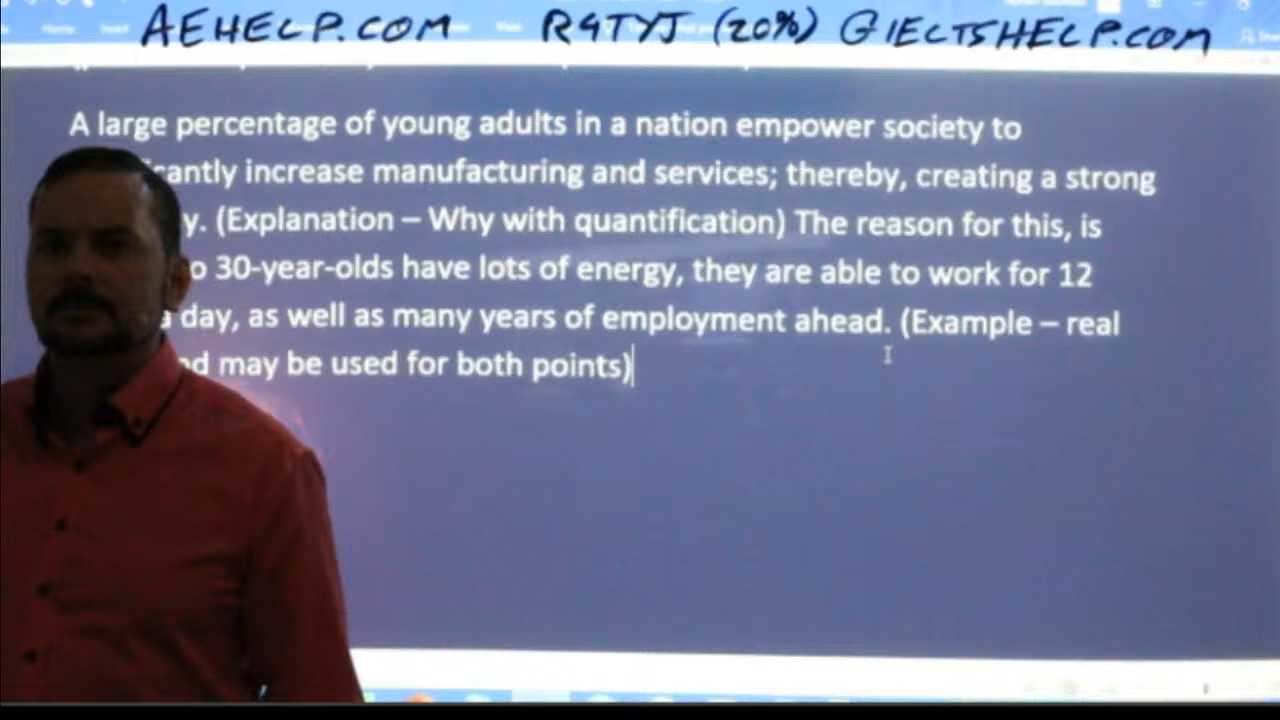 AEHELP.COM R4TYJ (20%) GIELTSHELP.COM
A large percentage of young adults in a nation empower society to
increase manufacturing and services; thereby, creating a strong
(Explanation – Why with quantification) The reason for this, is
30-year-olds have lots of energy, they are able to work for 12
a day, as well as many years of employment ahead. (Example – real
may be used for both points)